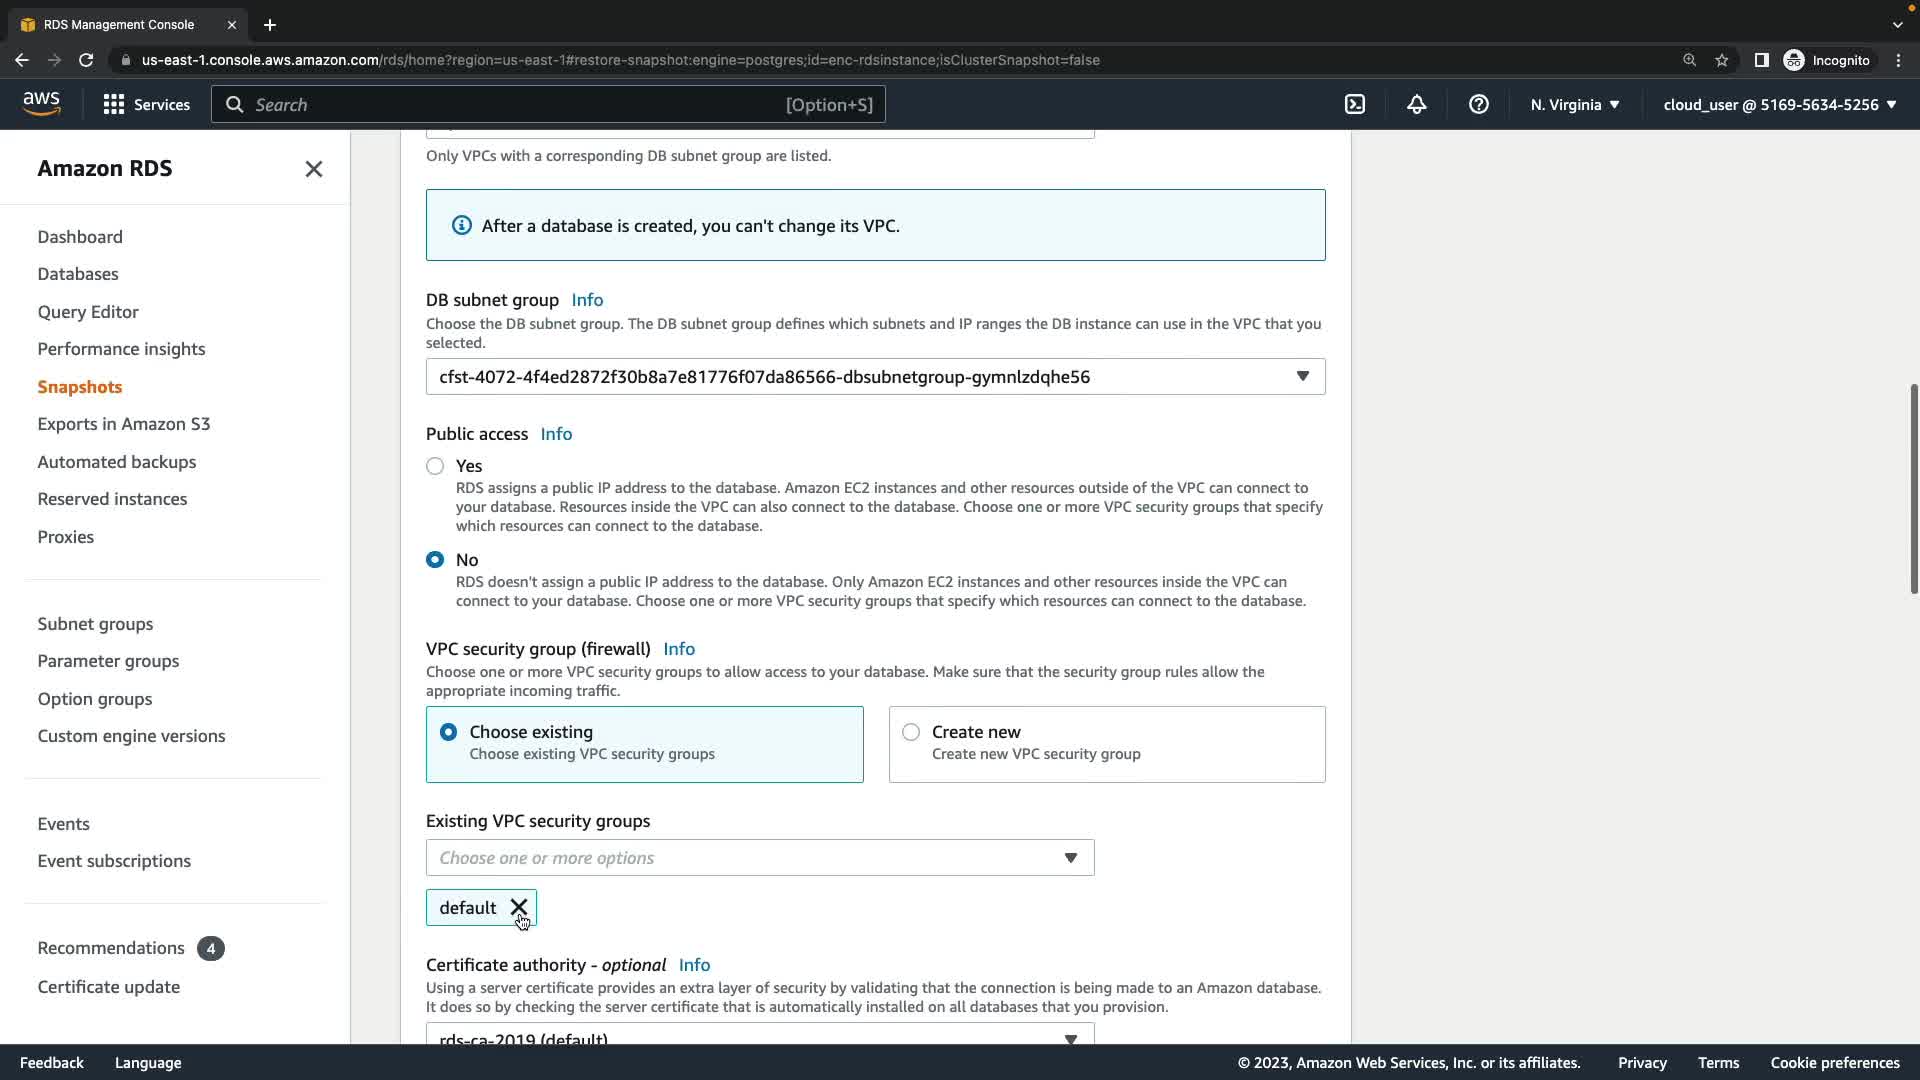 RDS Management Console
us-east-1.console.aws.amazon.com/rds/home?region=us-east-1#restore-snapshot:engine=postgres;id=enc-rdsinstance;isClusterSnapshot=false
Incognito
aws
Services
Search
[Option+S]
N. Virginia
cloud_user @ 5169-5634-5256
Amazon RDS
Dashboard
Databases
Query Editor
Performance insights
Snapshots
Exports in Amazon S3
Automated backups
Reserved instances
Proxies
Subnet groups
Parameter groups
Option groups
Custom engine versions
Events
Event subscriptions
Recommendations 4
Certificate update
Only VPCs with a corresponding DB subnet group are listed.
After a database is created, you can't change its VPC.
DB subnet group Info
Choose the DB subnet group. The DB subnet group defines which subnets and IP ranges the DB instance can use in the VPC that you
selected.
cfst-4072-4f4ed2872f30b8a7e81776f07da86566-dbsubnetgroup-gymnlzdqhe56
Public access Info
Yes
RDS assigns a public IP address to the database. Amazon EC2 instances and other resources outside of the VPC can connect to
your database. Resources inside the VPC can also connect to the database. Choose one or more VPC security groups that specify
which resources can connect to the database.
No
RDS doesn't assign a public IP address to the database. Only Amazon EC2 instances and other resources inside the VPC can
connect to your database. Choose one or more VPC security groups that specify which resources can connect to the database.
VPC security group (firewall) Info
Choose one or more VPC security groups to allow access to your database. Make sure that the security group rules allow the
appropriate incoming traffic.
Choose existing
Choose existing VPC security groups
Create new
Create new VPC security group
Existing VPC security groups
Choose one or more options
default
Certificate authority - optional Info
Using a server certificate provides an extra layer of security by validating that the connection is being made to an Amazon database.
It does so by checking the server certificate that is automatically installed on all databases that you provision.
rds-ca-2019 (default)
Feedback
Language
© 2023, Amazon Web Services, Inc. or its affiliates.
Privacy
Terms
Cookie preferences